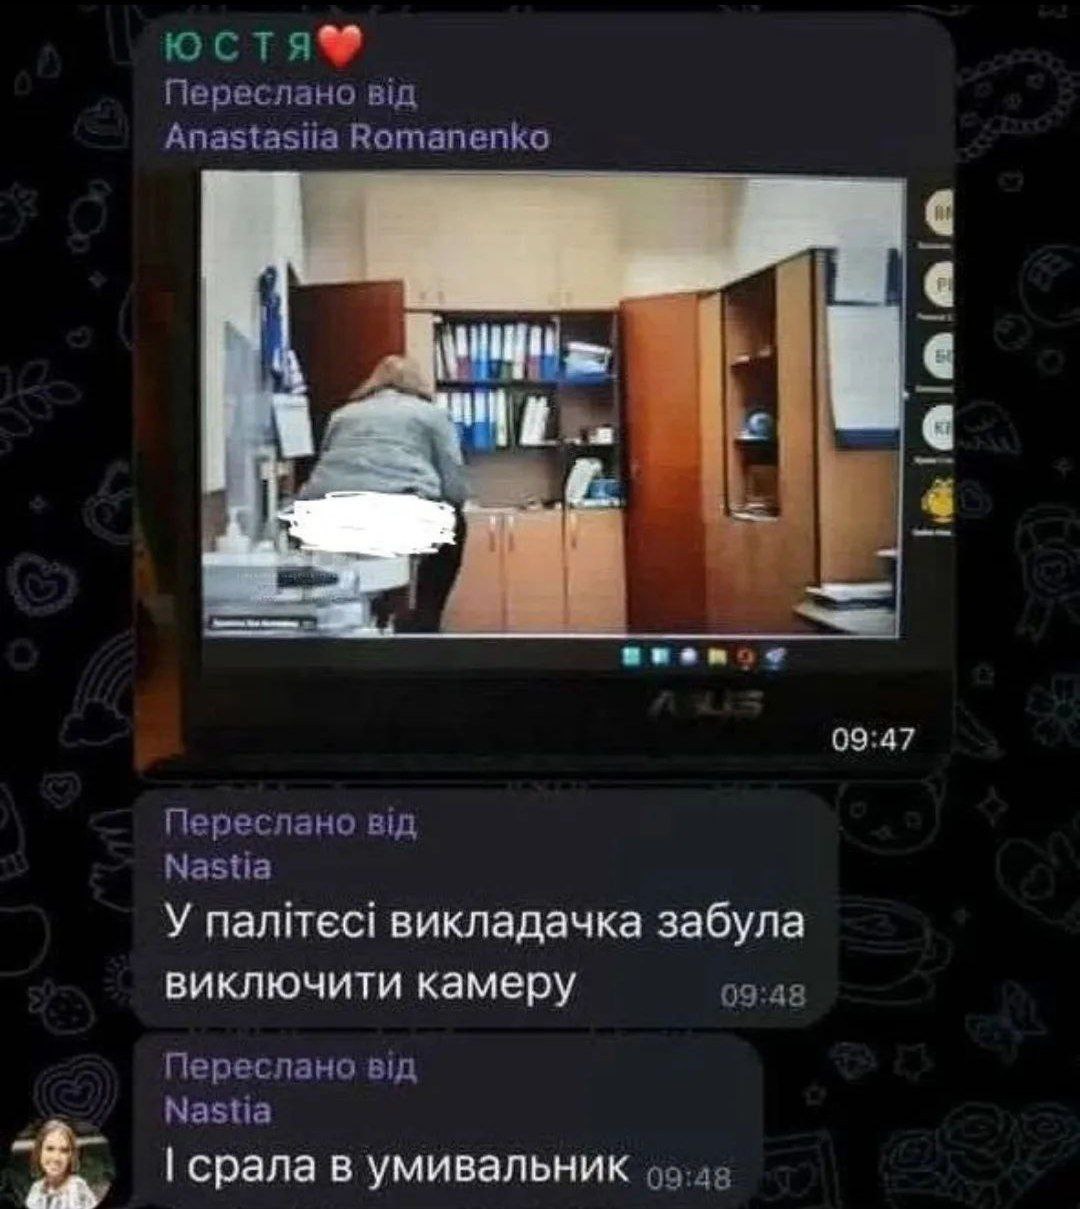 ЮСТЯ❤️
Переслано від
Anastasiia Romanenko
ASUS
09:47
Переслано від
Nastia
У палітєсі викладачка забула
виключити камеру 09:48
Переслано від
Nastia
І срала в умивальник 09:48